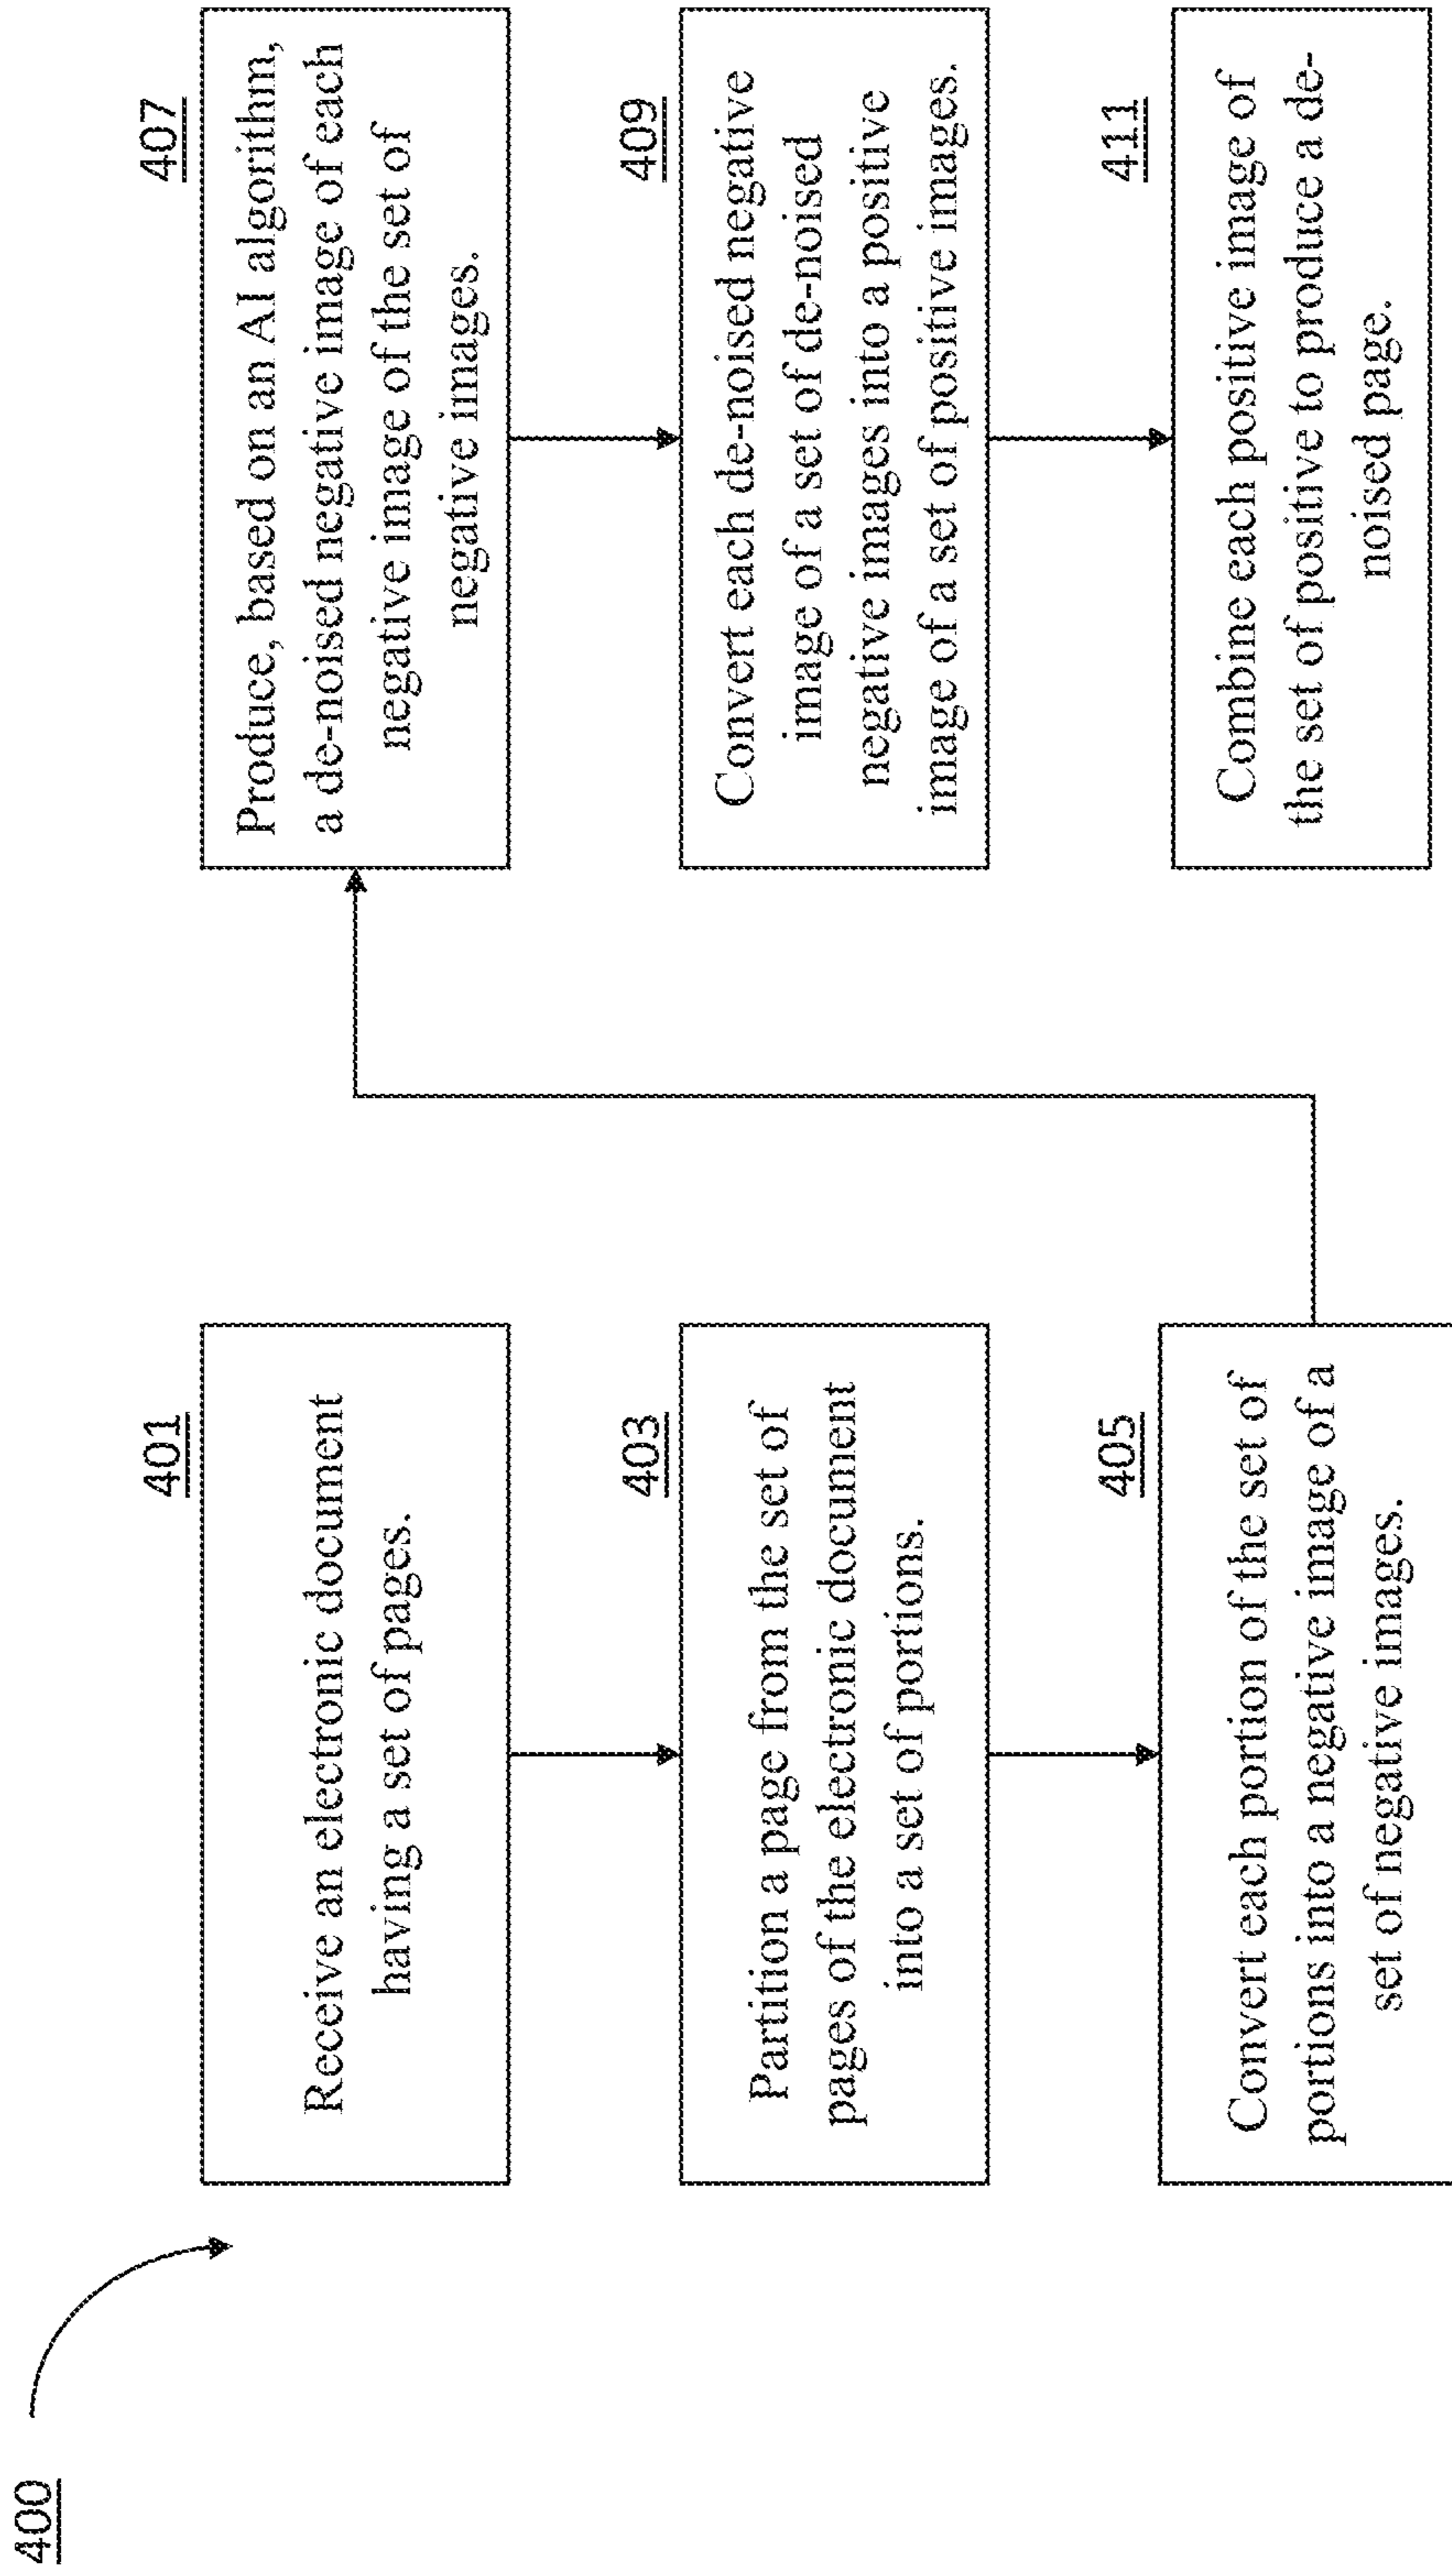 400
401
Receive an electronic document
having a set of pages.
403
Partition a page from the set of
pages of the electronic document
into a set of portions.
405
Convert each portion of the set of
portions into a negative image of a
set of negative images.
407
Produce, based on an AI algorithm,
a de-noised negative image of each
negative image of the set of
negative images.
409
Convert each de-noised negative
image of a set of de-noised
negative images into a positive
image of a set of positive images.
411
Combine each positive image of
the set of positive to produce a de-
noised page.